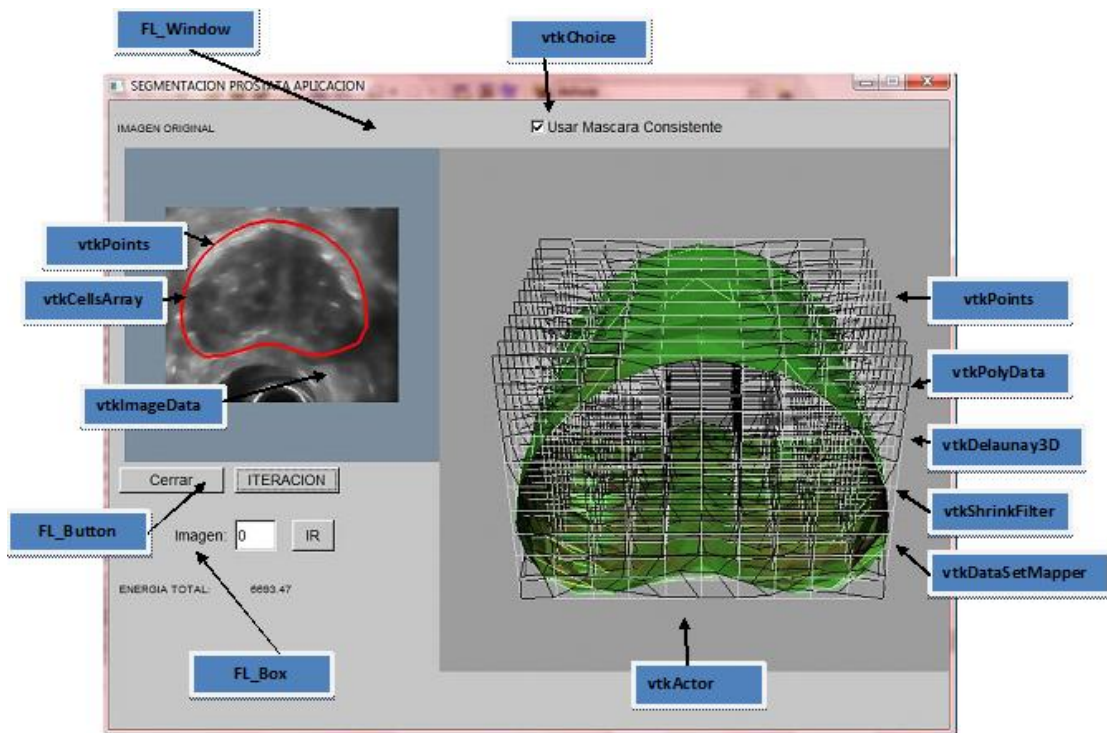 FL_Window
vtkChoice
SEGMENTACION PROSTATA APLICACION
IMAGEN ORIGINAL
Usar Mascara Consistente
vtkPoints
vtkCellsArray
vtkImageData
vtkPoints
vtkPolyData
vtkDelaunay3D
vtkShrinkFilter
vtkDataSetMapper
Cerrar
ITERACION
FL_Button
Imagen: 0 IR
ENERGIA TOTAL: 6693.47
FL_Box
vtkActor